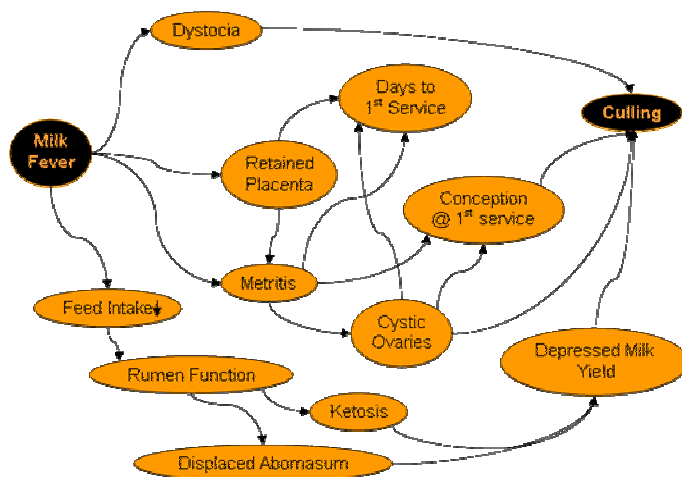 Dystocia
Days to
1st Service
Culling
Milk
Fever
Retained
Placenta
Conception
@ 1st service
Metritis
Feed Intake
Cystic
Ovaries
Depressed Milk
Yield
Rumen Function
Ketosis
Displaced Abomasum